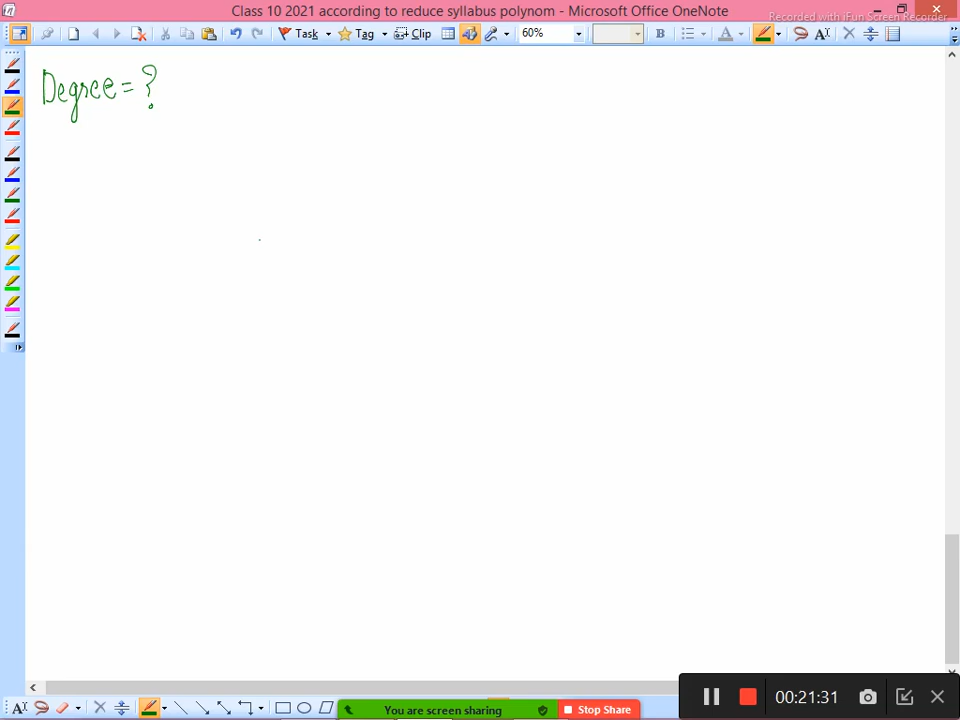 Class 10 2021 according to reduce syllabus polynom - Microsoft Office OneNote
Recorded with iFun Screen Recorder
Task Tag Clip 60% B A A
Degree = ?
A You are screen sharing Stop Share 00:21:31